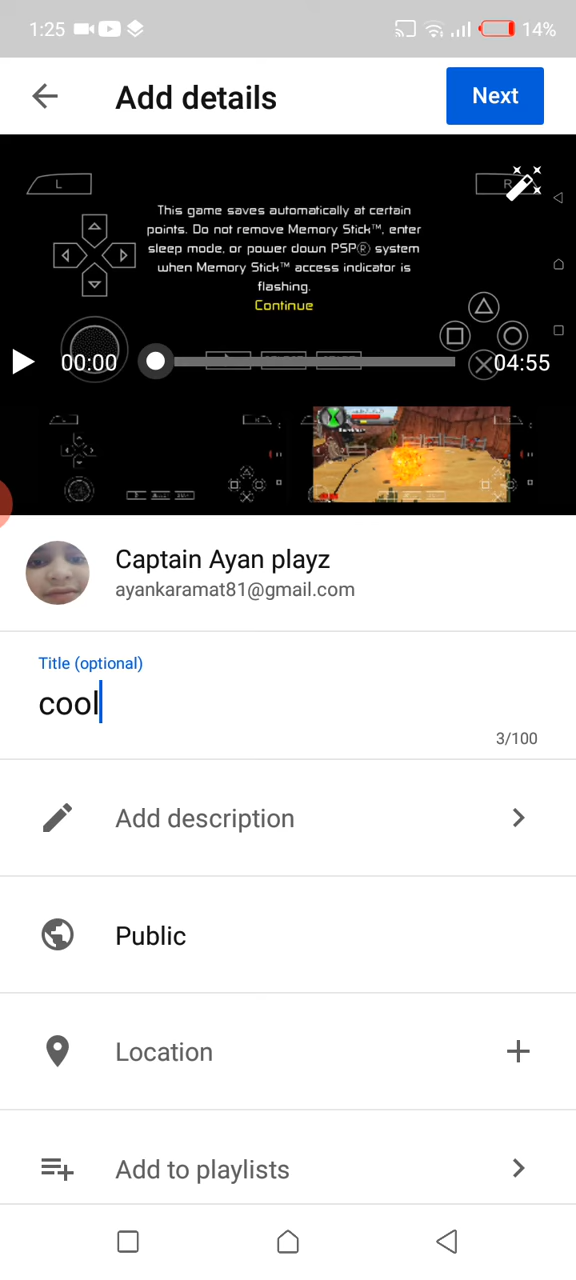 1:25
14%
Add details
Next
L
R
This game saves automatically at certain
points. Do not remove Memory Stick™, enter
sleep mode, or power down PSP® system
when Memory Stick™ access indicator is
flashing.
Continue
00:00
04:55
Captain Ayan playz
ayankaramat81@gmail.com
Title (optional)
cool
3/100
Add description
Public
Location
Add to playlists